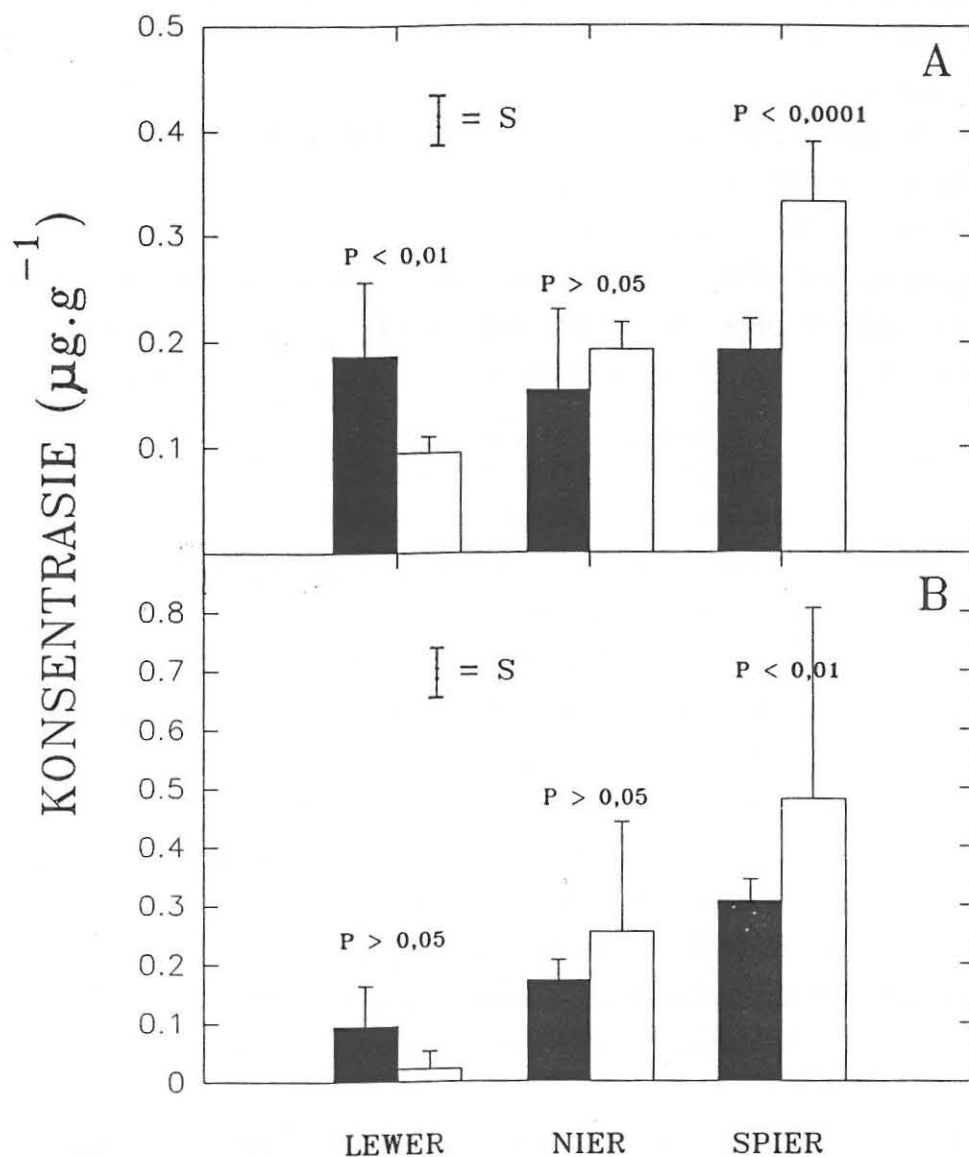 0.5
A
I = S
P < 0,0001
0.4
0.3
P < 0,01
P > 0,05
0.2
0.1
KONSENTRASIE (µg.g⁻¹)
B
0.8
I = S
P < 0,01
0.7
0.6
P > 0,05
0.5
0.4
0.3
P > 0,05
0.2
0.1
0
LEWER NIER SPIER